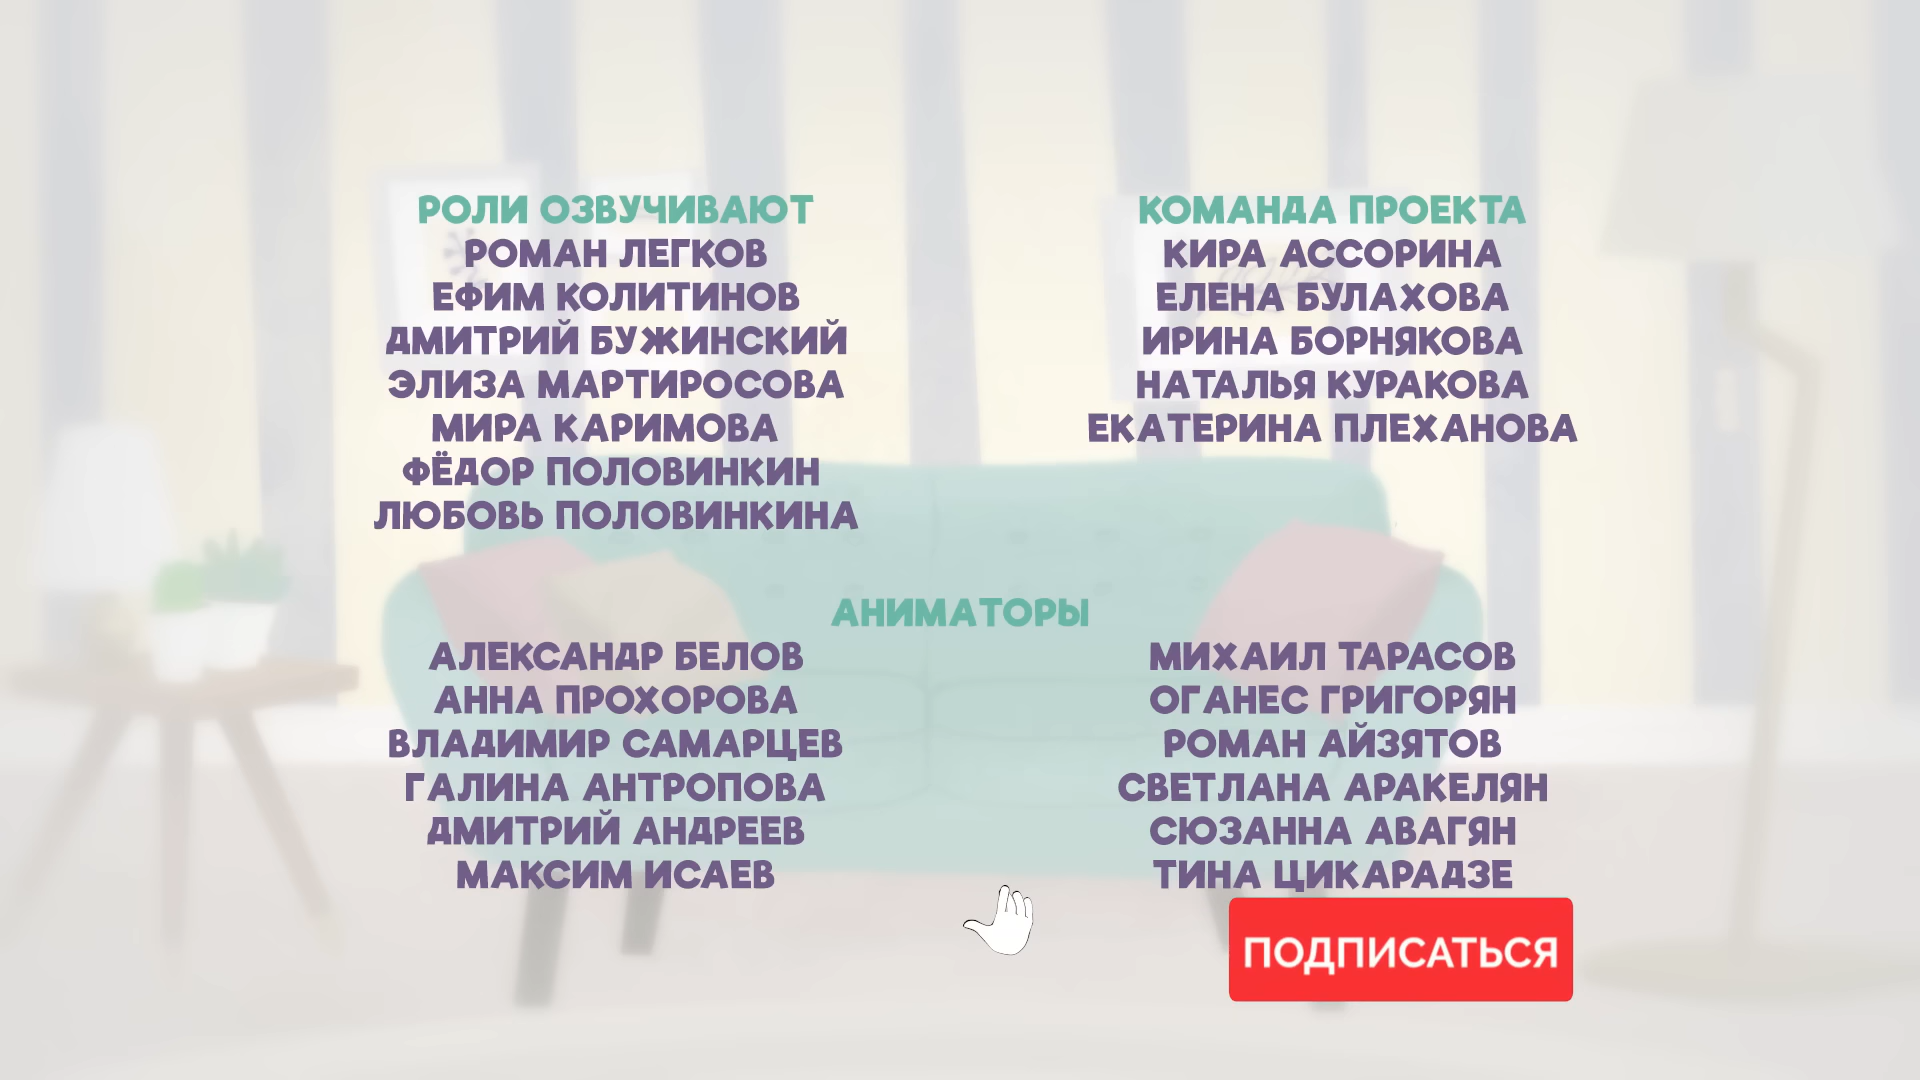 РОЛИ ОЗВУЧИВАЮТ
РОМАН ЛЕГКОВ
ЕФИМ КОЛИТИНОВ
ДМИТРИЙ БУЖИНСКИЙ
ЭЛИЗА МАРТИРОСОВА
МИРА КАРИМОВА
ФЁДОР ПОЛОВИНКИН
ЛЮБОВЬ ПОЛОВИНКИНА
КОМАНДА ПРОЕКТА
КИРА АССОРИНА
ЕЛЕНА БУЛАХОВА
ИРИНА БОРНЯКОВА
НАТАЛЬЯ КУРАКОВА
ЕКАТЕРИНА ПЛЕХАНОВА
АНИМАТОРЫ
АЛЕКСАНДР БЕЛОВ
АННА ПРОХОРОВА
ВЛАДИМИР САМАРЦЕВ
ГАЛИНА АНТРОПОВА
ДМИТРИЙ АНДРЕЕВ
МАКСИМ ИСАЕВ
МИХАИЛ ТАРАСОВ
ОГАНЕС ГРИГОРЯН
РОМАН АЙЗЯТОВ
СВЕТЛАНА АРАКЕЛЯН
СЮЗАННА АВАГЯН
ТИНА ЦИКАРАДЗЕ
ПОДПИСАТЬСЯ